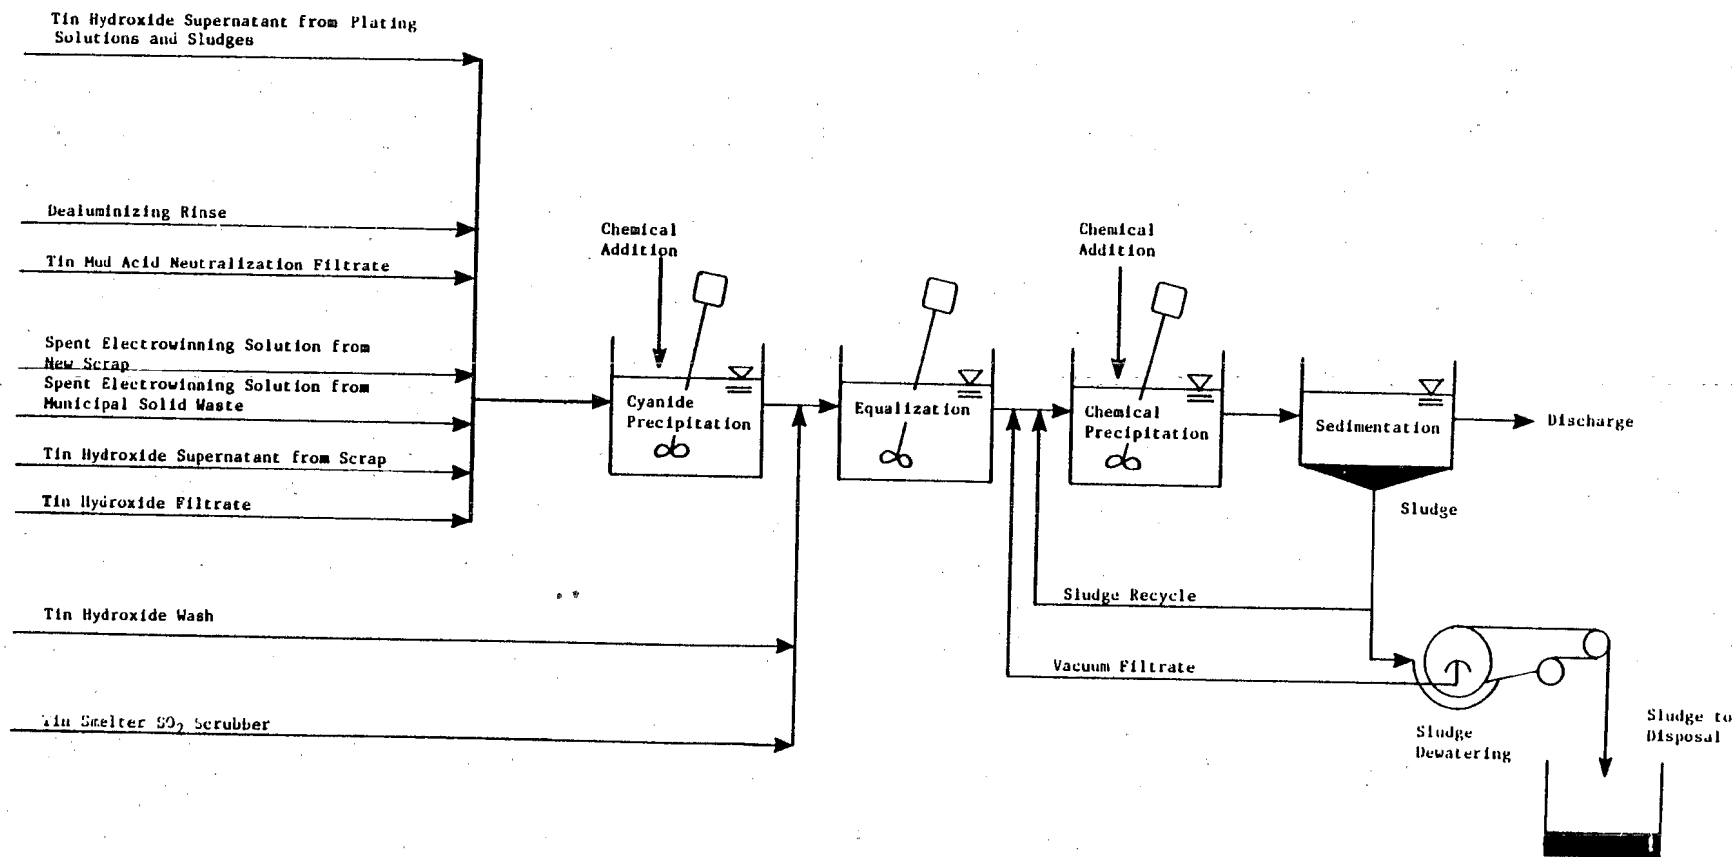 Tin Hydroxide Supernatant from Plating
Solutions and Sludges
Dealuminizing Rinse
Tin Mud Acid Neutralization Filtrate
Spent Electrowinning Solution from
New Scrap
Spent Electrowinning Solution from
Municipal Solid Waste
Tin Hydroxide Supernatant from Scrap
Tin Hydroxide Filtrate
Tin Hydroxide Wash
Tin Smelter SO2 Scrubber
Chemical
Addition
Cyanide
Precipitation
Equalization
Chemical
Addition
Chemical
Precipitation
Sedimentation
Discharge
Sludge
Sludge Recycle
Vacuum Filtrate
Sludge
Dewatering
Sludge to
Disposal